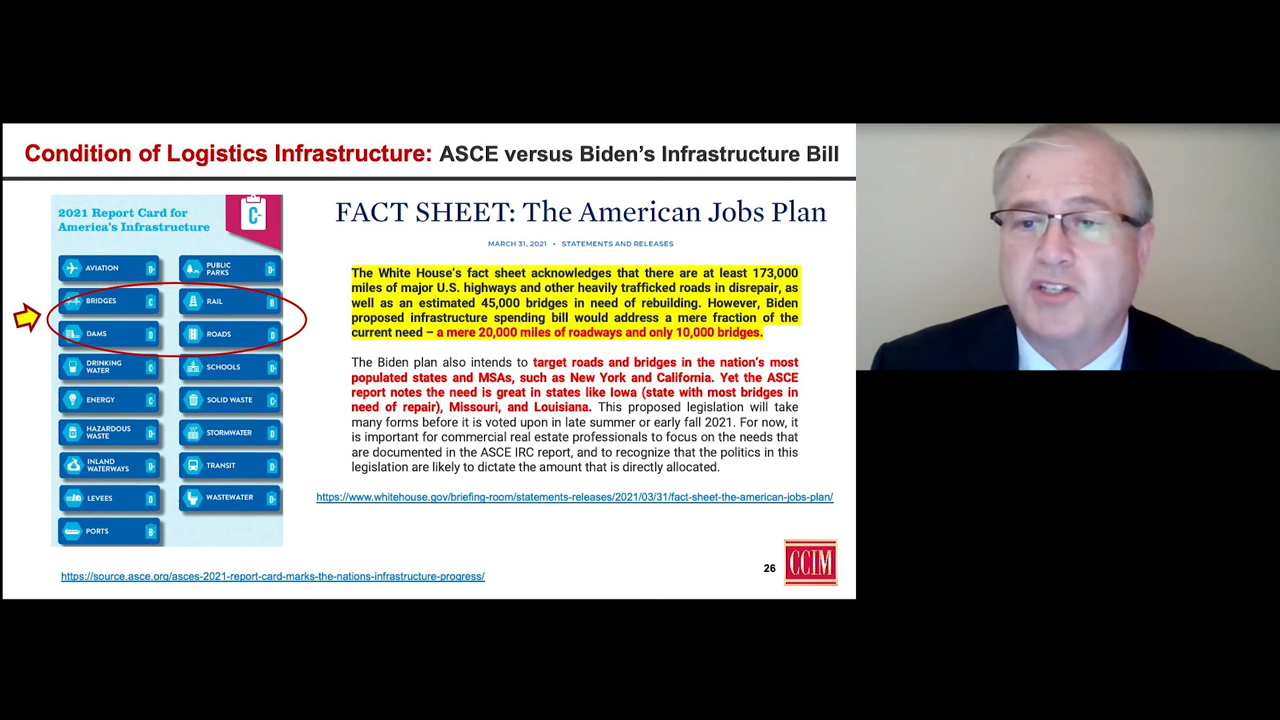 Condition of Logistics Infrastructure: ASCE versus Biden's Infrastructure Bill
2021 Report Card for
America's Infrastructure
C-
AVIATION
BRIDGES C
DAMS D
DRINKING
WATER
ENERGY
HAZARDOUS
WASTE
INLAND
WATERWAYS
LEVEES D
PORTS
PUBLIC
PARKS
RAIL B
ROADS D
SCHOOLS
SOLID WASTE
STORMWATER D
TRANSIT
WASTEWATER
FACT SHEET: The American Jobs Plan
MARCH 31, 2021 • STATEMENTS AND RELEASES
The White House's fact sheet acknowledges that there are at least 173,000
miles of major U.S. highways and other heavily trafficked roads in disrepair, as
well as an estimated 45,000 bridges in need of rebuilding. However, Biden
proposed infrastructure spending bill would address a mere fraction of the
current need – a mere 20,000 miles of roadways and only 10,000 bridges.
The Biden plan also intends to target roads and bridges in the nation's most
populated states and MSAs, such as New York and California. Yet the ASCE
report notes the need is great in states like Iowa (state with most bridges in
need of repair), Missouri, and Louisiana. This proposed legislation will take
many forms before it is voted upon in late summer or early fall 2021. For now, it
is important for commercial real estate professionals to focus on the needs that
are documented in the ASCE IRC report, and to recognize that the politics in this
legislation are likely to dictate the amount that is directly allocated.
https://www.whitehouse.gov/briefing-room/statements-releases/2021/03/31/fact-sheet-the-american-jobs-plan/
https://source.asce.org/asces-2021-report-card-marks-the-nations-infrastructure-progress/
26
CCIM